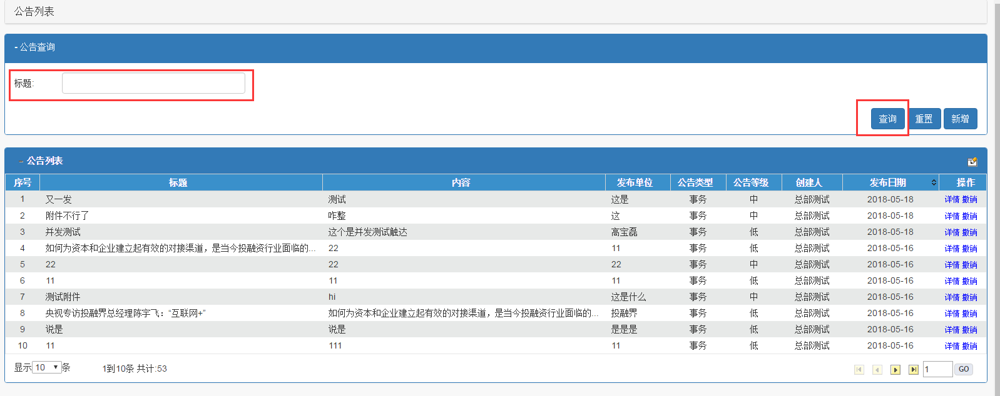 公告列表
- 公告查询
标题:
查询 重置 新增
- 公告列表
序号 标题 内容 发布单位 公告类型 公告等级 创建人 发布日期 操作
1 又一发 测试 这是 事务 中 总部测试 2018-05-18 详情 撤销
2 附件不行了 咋整 这 事务 中 总部测试 2018-05-18 详情 撤销
3 并发测试 这个是并发测试触达 高宝磊 事务 低 总部测试 2018-05-18 详情 撤销
4 如何为资本和企业建立起有效的对接渠道，是当今投融资行业面临的... 22 11 事务 低 总部测试 2018-05-16 详情 撤销
5 22 22 22 事务 中 总部测试 2018-05-16 详情 撤销
6 11 11 11 事务 低 总部测试 2018-05-16 详情 撤销
7 测试附件 hi 这是什么 事务 中 总部测试 2018-05-16 详情 撤销
8 央视专访投融界总经理陈宇飞：“互联网+” 如何为资本和企业建立起有效的对接渠道，是当今投融资行业面临的... 投融界 事务 低 总部测试 2018-05-16 详情 撤销
9 说是 说是 是是是 事务 低 总部测试 2018-05-16 详情 撤销
10 11 111 11 事务 低 总部测试 2018-05-16 详情 撤销
显示 10 条 1到10条 共计:53 1 GO